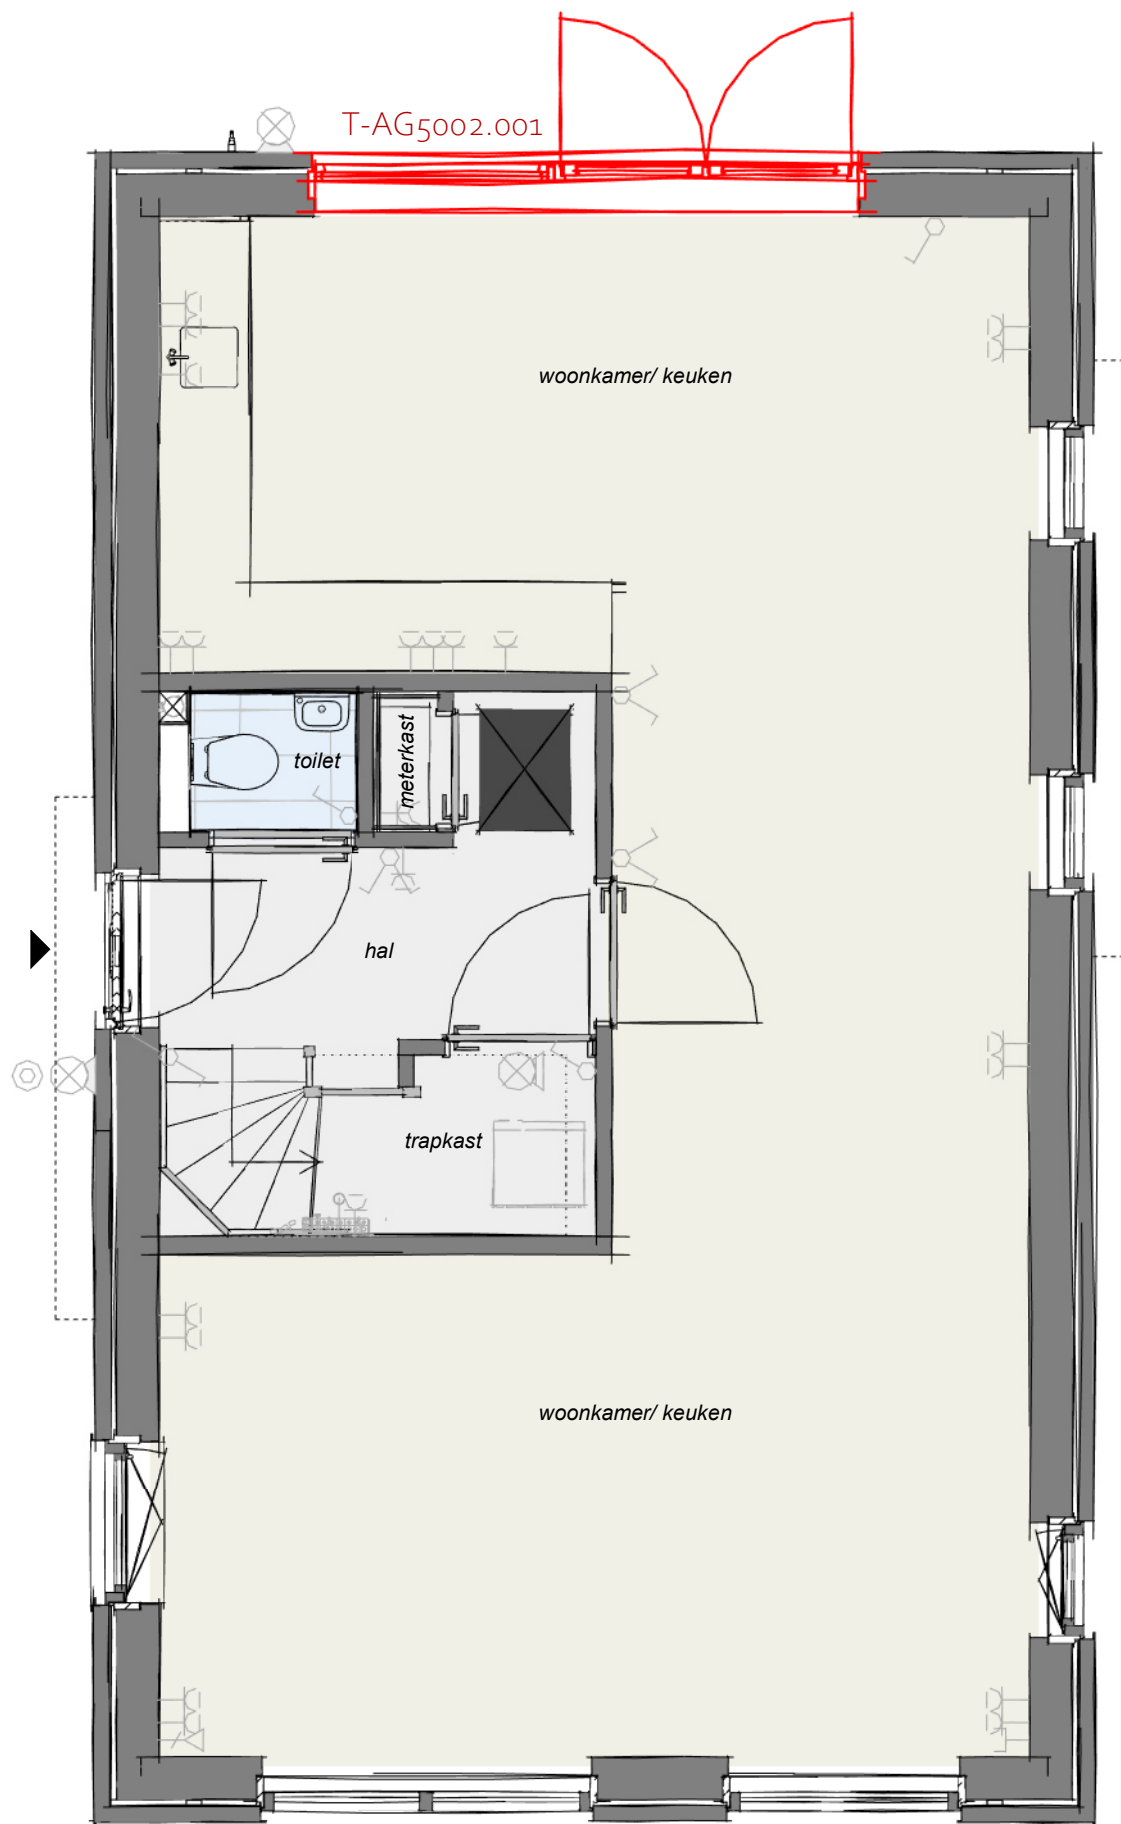 T-AG5002.001
woonkamer/ keuken
toilet
meterkast
hal
trapkast
woonkamer/ keuken